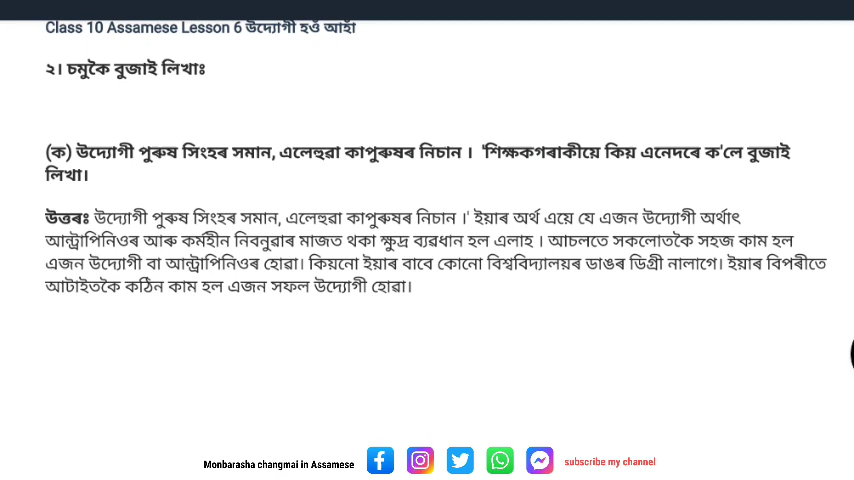 Class 10 Assamese Lesson 6 উদ্যোগী হওঁ আহাঁ
২। চমুকৈ বুজাই লিখাঃ
(ক) উদ্যোগী পুৰুষ সিংহৰ সমান, এলেহুৱা কাপুৰুষৰ নিচান । 'শিক্ষকগৰাকীয়ে কিয় এনেদৰে ক'লে বুজাই
লিখা।
উত্তৰঃ উদ্যোগী পুৰুষ সিংহৰ সমান, এলেহুৱা কাপুৰুষৰ নিচান ।' ইয়াৰ অৰ্থ এয়ে যে এজন উদ্যোগী অৰ্থাৎ
আন্ট্ৰাপিনিওৰ আৰু কৰ্মহীন নিবনুৱাৰ মাজত থকা ক্ষুদ্ৰ ব্যৱধান হল এলাহ । আচলতে সকলোতকৈ সহজ কাম হল
এজন উদ্যোগী বা আন্ট্ৰাপিনিওৰ হোৱা। কিয়নো ইয়াৰ বাবে কোনো বিশ্ববিদ্যালয়ৰ ডাঙৰ ডিগ্ৰী নালাগে। ইয়াৰ বিপৰীতে
আটাইতকৈ কঠিন কাম হল এজন সফল উদ্যোগী হোৱা।
Monbarasha changmai in Assamese
subscribe my channel